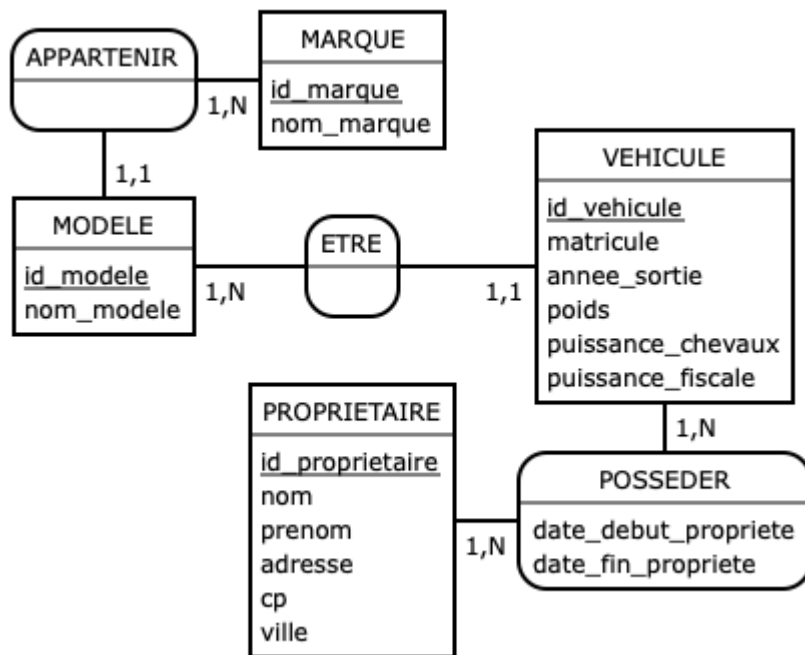 APPARTENIR
MARQUE
id_marque
nom_marque
1,N
1,1
MODELE
id_modele
nom_modele
1,N
ETRE
1,1
VEHICULE
id_vehicule
matricule
annee_sortie
poids
puissance_chevaux
puissance_fiscale
1,N
PROPRIETAIRE
id_proprietaire
nom
prenom
adresse
cp
ville
1,N
POSSEDER
date_debut_propriete
date_fin_propriete